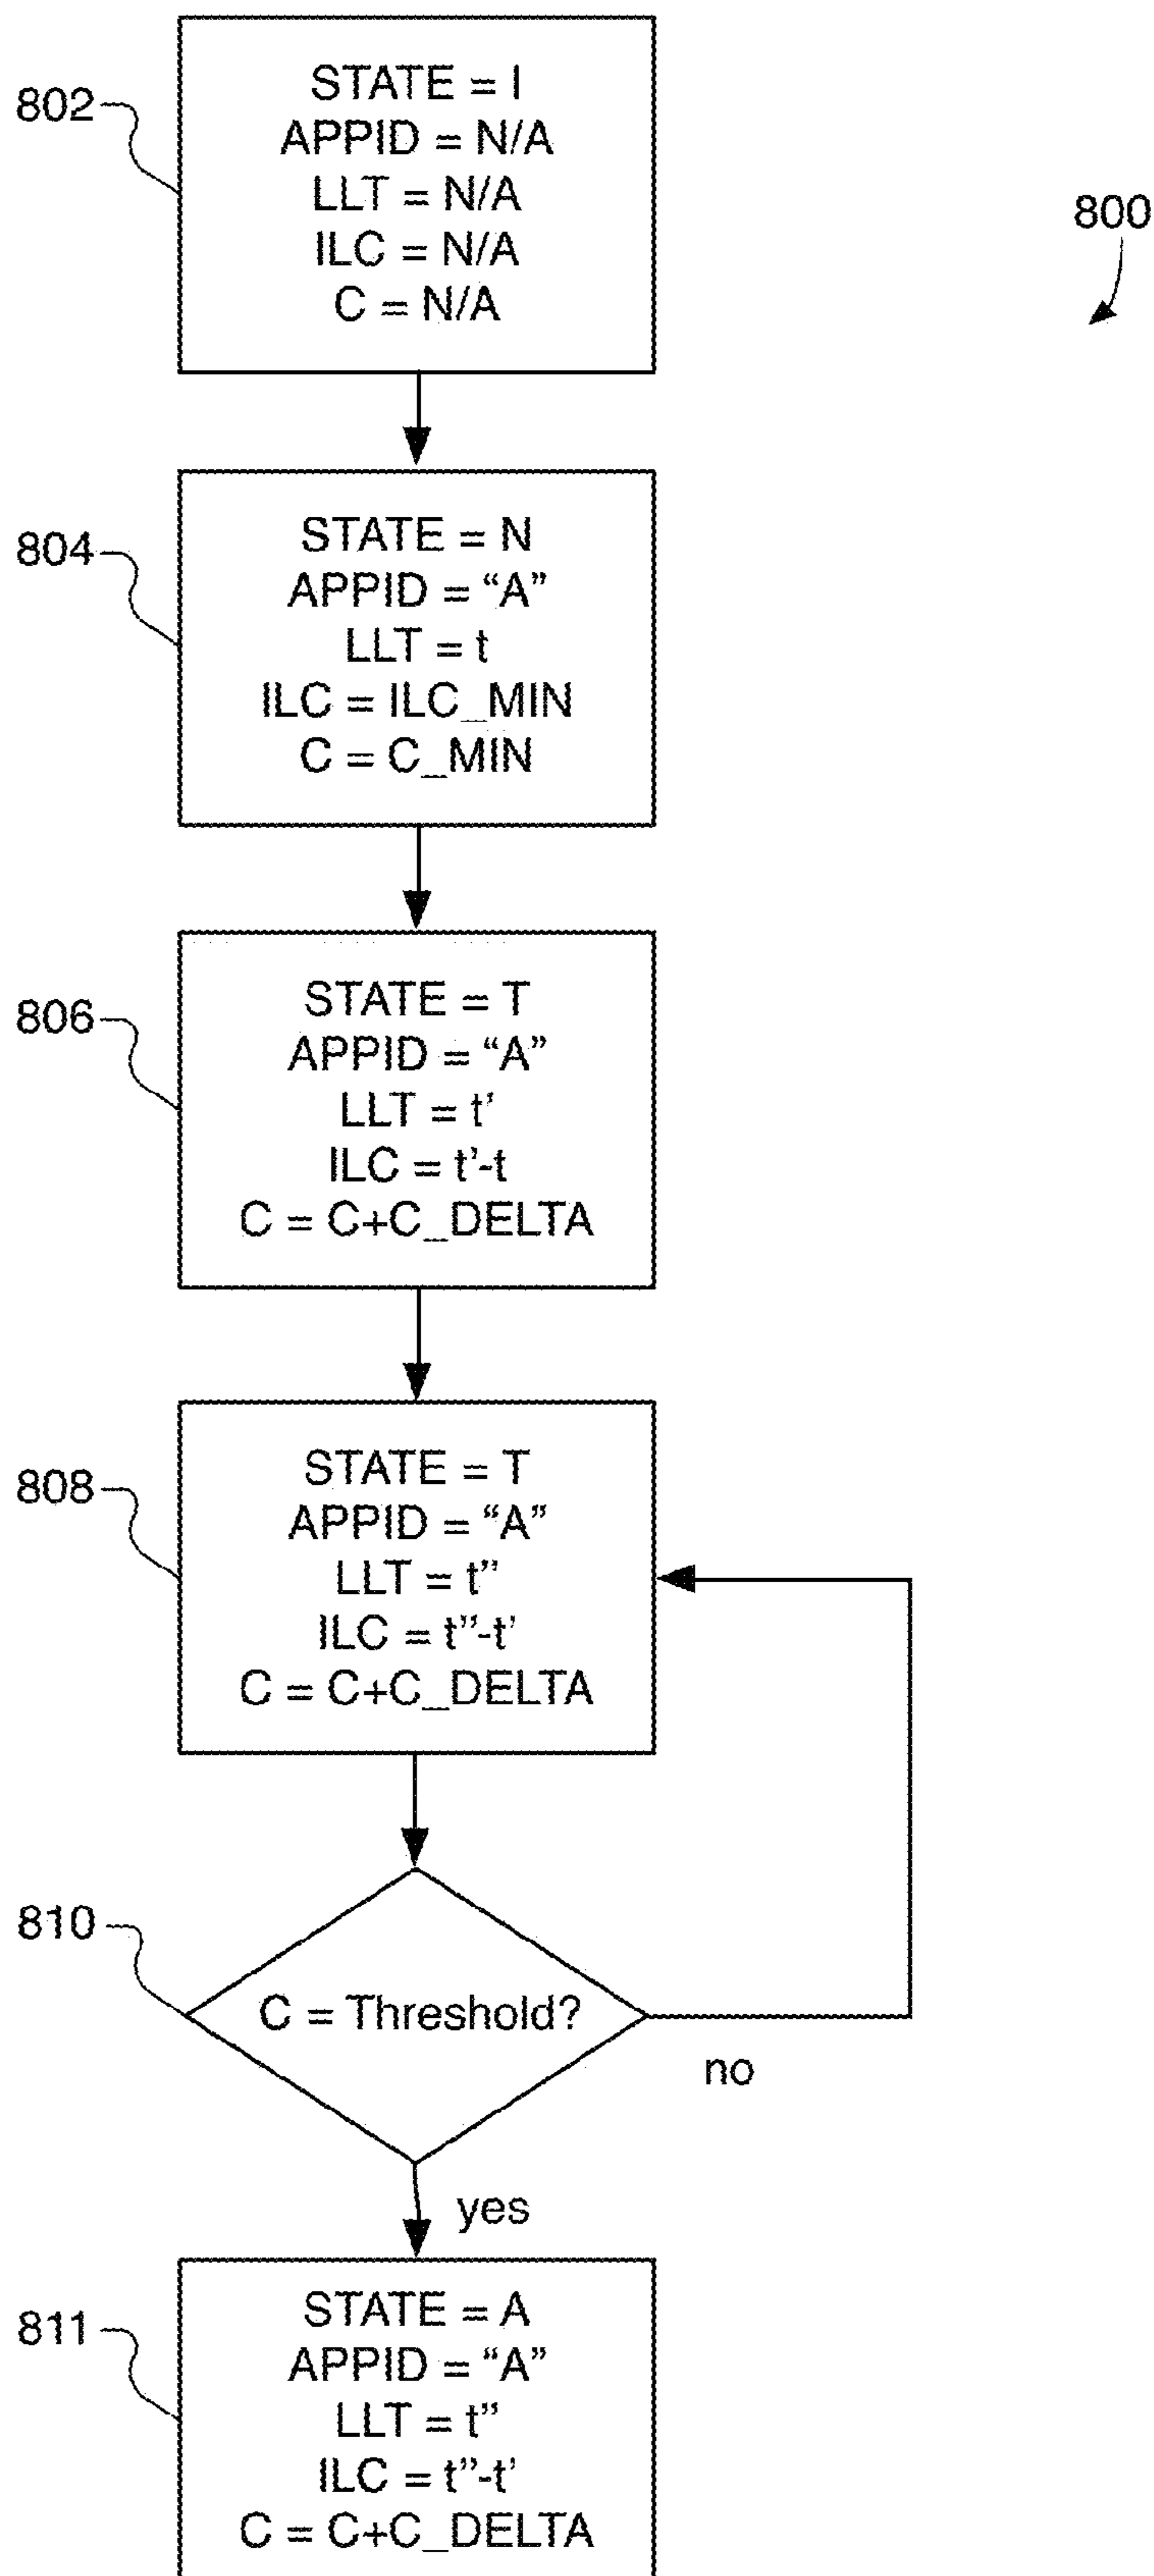 802
STATE = I
APPID = N/A
LLT = N/A
ILC = N/A
C = N/A
800
804
STATE = N
APPID = “A”
LLT = t
ILC = ILC_MIN
C = C_MIN
806
STATE = T
APPID = “A”
LLT = t’
ILC = t’-t
C = C+C_DELTA
808
STATE = T
APPID = “A”
LLT = t’’
ILC = t’’-t’
C = C+C_DELTA
810
C = Threshold?
no
yes
811
STATE = A
APPID = “A”
LLT = t’’
ILC = t’’-t’
C = C+C_DELTA